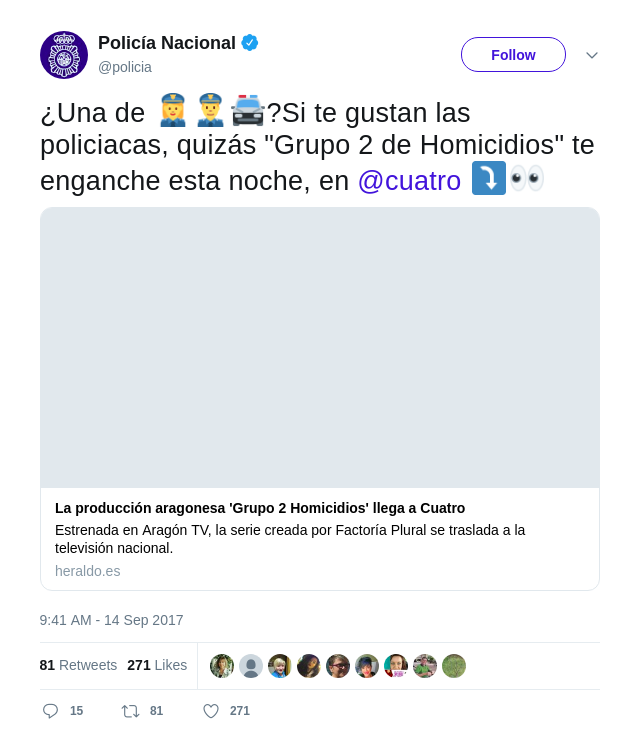 Policía Nacional
@policia
Follow
¿Una de 👮‍♀️👮‍♂️🚔?Si te gustan las
policiacas, quizás "Grupo 2 de Homicidios" te
enganche esta noche, en @cuatro ⤵️👀
La producción aragonesa 'Grupo 2 Homicidios' llega a Cuatro
Estrenada en Aragón TV, la serie creada por Factoría Plural se traslada a la
televisión nacional.
heraldo.es
9:41 AM - 14 Sep 2017
81 Retweets 271 Likes
15 81 271